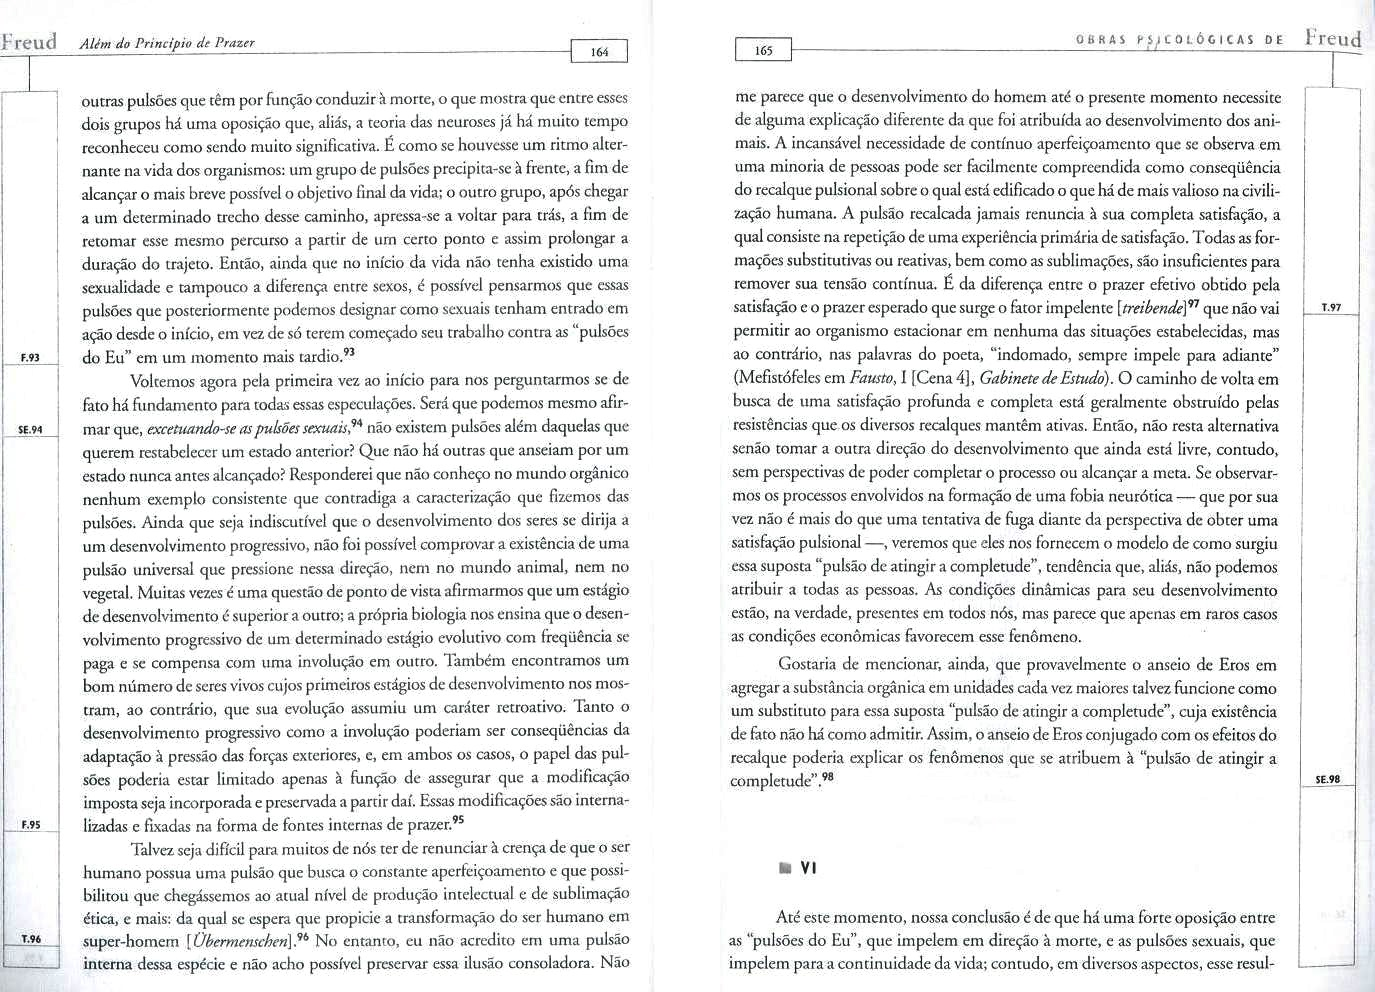 Freud
Além do Princípio de Prazer
164
outras pulsões que têm por função conduzir à morte, o que mostra que entre esses
dois grupos há uma oposição que, aliás, a teoria das neuroses já há muito tempo
reconheceu como sendo muito significativa. É como se houvesse um ritmo alter-
nante na vida dos organismos: um grupo de pulsões precipita-se à frente, a fim de
alcançar o mais breve possível o objetivo final da vida; o outro grupo, após chegar
a um determinado trecho desse caminho, apressa-se a voltar para trás, a fim de
retomar esse mesmo percurso a partir de um certo ponto e assim prolongar a
duração do trajeto. Então, ainda que no início da vida não tenha existido uma
sexualidade e tampouco a diferença entre sexos, é possível pensarmos que essas
pulsões que posteriormente podemos designar como sexuais tenham entrado em
ação desde o início, em vez de só terem começado seu trabalho contra as “pulsões
do Eu” em um momento mais tardio.93
F.93
Voltemos agora pela primeira vez ao início para nos perguntarmos se de
fato há fundamento para todas essas especulações. Será que podemos mesmo afir-
mar que, excetuando-se as pulsões sexuais,94 não existem pulsões além daquelas que
SE.94
querem restabelecer um estado anterior? Que não há outras que anseiam por um
estado nunca antes alcançado? Responderei que não conheço no mundo orgânico
nenhum exemplo consistente que contradiga a caracterização que fizemos das
pulsões. Ainda que seja indiscutível que o desenvolvimento dos seres se dirija a
um desenvolvimento progressivo, não foi possível comprovar a existência de uma
pulsão universal que pressione nessa direção, nem no mundo animal, nem no
vegetal. Muitas vezes é uma questão de ponto de vista afirmarmos que um estágio
de desenvolvimento é superior a outro; a própria biologia nos ensina que o desen-
volvimento progressivo de um determinado estágio evolutivo com freqüência se
paga e se compensa com uma involução em outro. Também encontramos um
bom número de seres vivos cujos primeiros estágios de desenvolvimento nos mos-
tram, ao contrário, que sua evolução assumiu um caráter retroativo. Tanto o
desenvolvimento progressivo como a involução poderiam ser conseqüências da
adaptação à pressão das forças exteriores, e, em ambos os casos, o papel das pul-
sões poderia estar limitado apenas à função de assegurar que a modificação
imposta seja incorporada e preservada a partir daí. Essas modificações são interna-
lizadas e fixadas na forma de fontes internas de prazer.95
F.95
Talvez seja difícil para muitos de nós ter de renunciar à crença de que o ser
humano possua uma pulsão que busca o constante aperfeiçoamento e que possi-
bilitou que chegássemos ao atual nível de produção intelectual e de sublimação
ética, e mais: da qual se espera que propicie a transformação do ser humano em
super-homem [Übermenschen].96 No entanto, eu não acredito em uma pulsão
T.96
interna dessa espécie e não acho possível preservar essa ilusão consoladora. Não
165
OBRAS PSICOLÓGICAS DE Freud
me parece que o desenvolvimento do homem até o presente momento necessite
de alguma explicação diferente da que foi atribuída ao desenvolvimento dos ani-
mais. A incansável necessidade de contínuo aperfeiçoamento que se observa em
uma minoria de pessoas pode ser facilmente compreendida como conseqüência
do recalque pulsional sobre o qual está edificado o que há de mais valioso na civili-
zação humana. A pulsão recalcada jamais renuncia à sua completa satisfação, a
qual consiste na repetição de uma experiência primária de satisfação. Todas as for-
mações substitutivas ou reativas, bem como as sublimações, são insuficientes para
remover sua tensão contínua. É da diferença entre o prazer efetivo obtido pela
satisfação e o prazer esperado que surge o fator impelente [treibende]97 que não vai
T.97
permitir ao organismo estacionar em nenhuma das situações estabelecidas, mas
ao contrário, nas palavras do poeta, “indomado, sempre impele para adiante”
(Mefistófeles em Fausto, I [Cena 4], Gabinete de Estudo). O caminho de volta em
busca de uma satisfação profunda e completa está geralmente obstruído pelas
resistências que os diversos recalques mantêm ativas. Então, não resta alternativa
senão tomar a outra direção do desenvolvimento que ainda está livre, contudo,
sem perspectivas de poder completar o processo ou alcançar a meta. Se observar-
mos os processos envolvidos na formação de uma fobia neurótica — que por sua
vez não é mais do que uma tentativa de fuga diante da perspectiva de obter uma
satisfação pulsional —, veremos que eles nos fornecem o modelo de como surgiu
essa suposta “pulsão de atingir a completude”, tendência que, aliás, não podemos
atribuir a todas as pessoas. As condições dinâmicas para seu desenvolvimento
estão, na verdade, presentes em todos nós, mas parece que apenas em raros casos
as condições econômicas favorecem esse fenômeno.
Gostaria de mencionar, ainda, que provavelmente o anseio de Eros em
agregar a substância orgânica em unidades cada vez maiores talvez funcione como
um substituto para essa suposta “pulsão de atingir a completude”, cuja existência
de fato não há como admitir. Assim, o anseio de Eros conjugado com os efeitos do
recalque poderia explicar os fenômenos que se atribuem à “pulsão de atingir a
completude”.98
SE.98
VI
Até este momento, nossa conclusão é de que há uma forte oposição entre
as “pulsões do Eu”, que impelem em direção à morte, e as pulsões sexuais, que
impelem para a continuidade da vida; contudo, em diversos aspectos, esse resul-